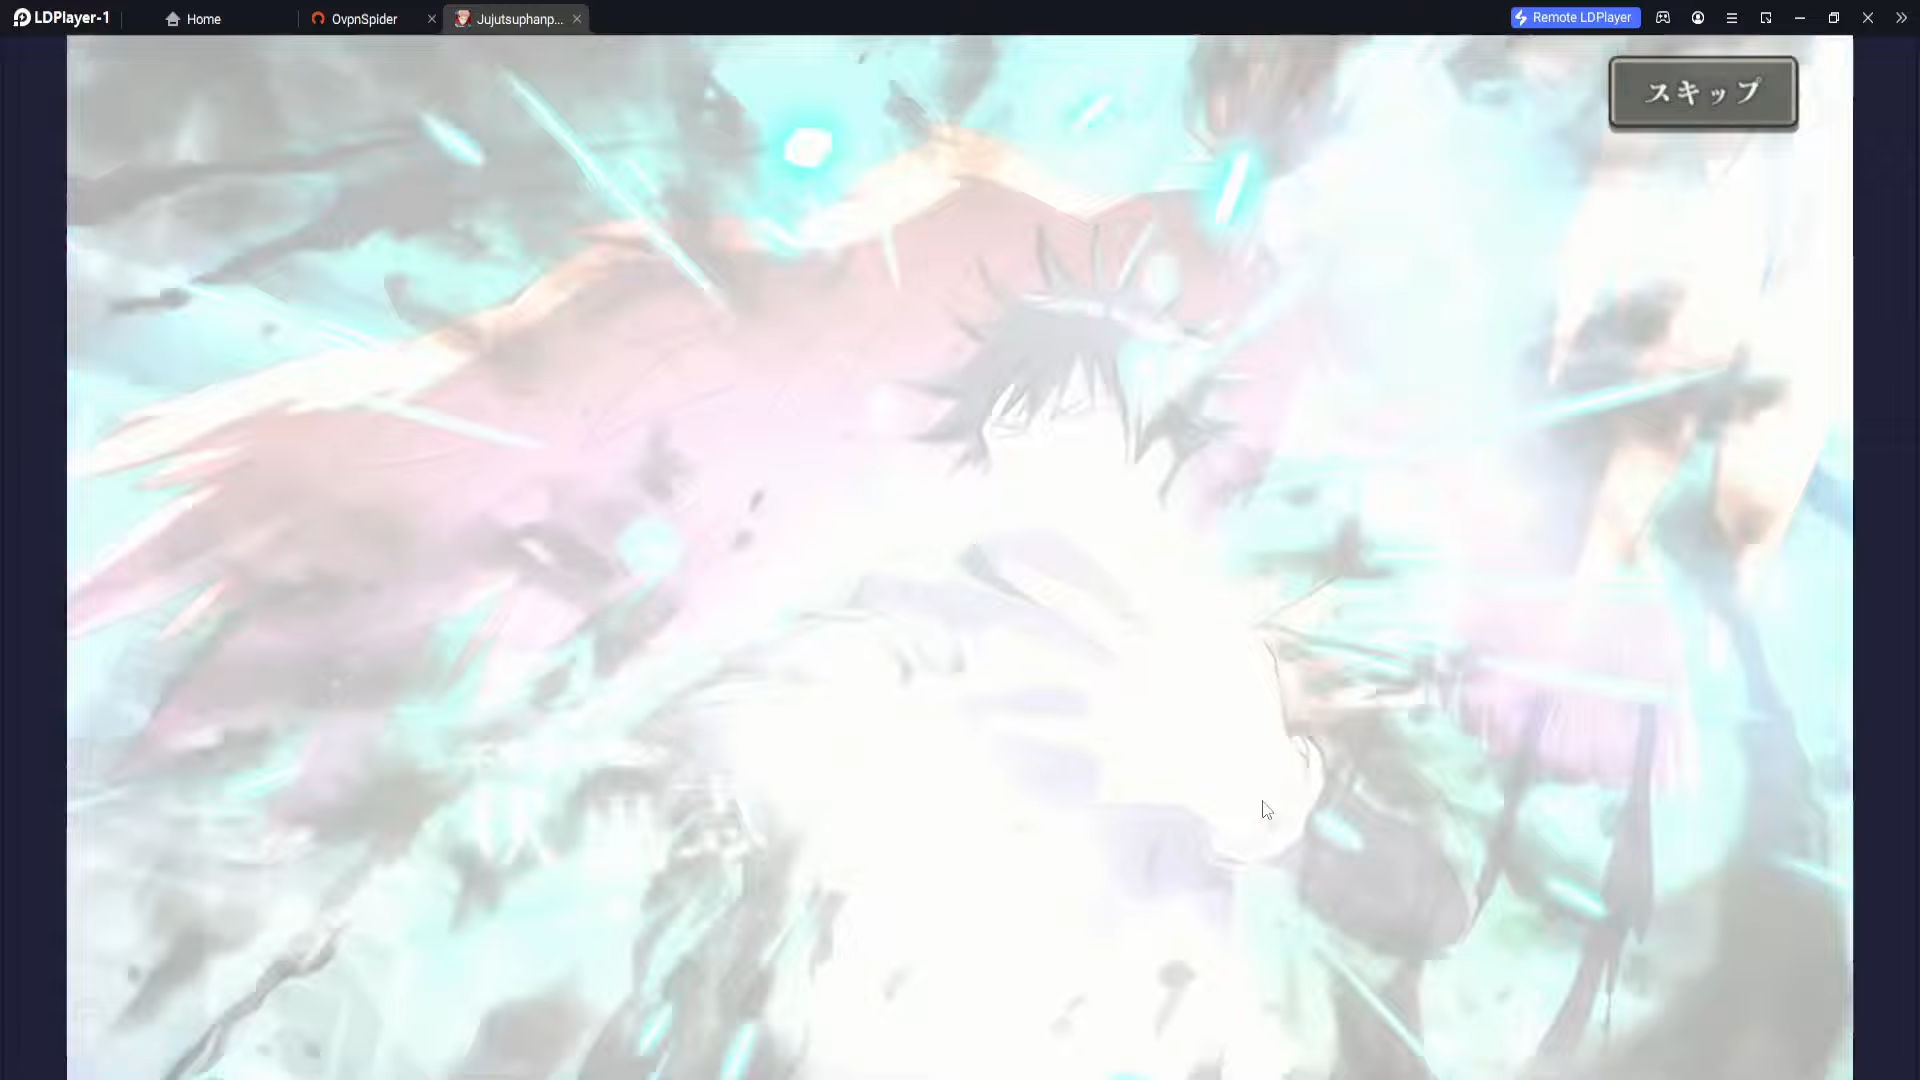 LDPlayer-1
Home
OvpnSpider
Jujutsuphanp...
Remote LDPlayer
スキップ